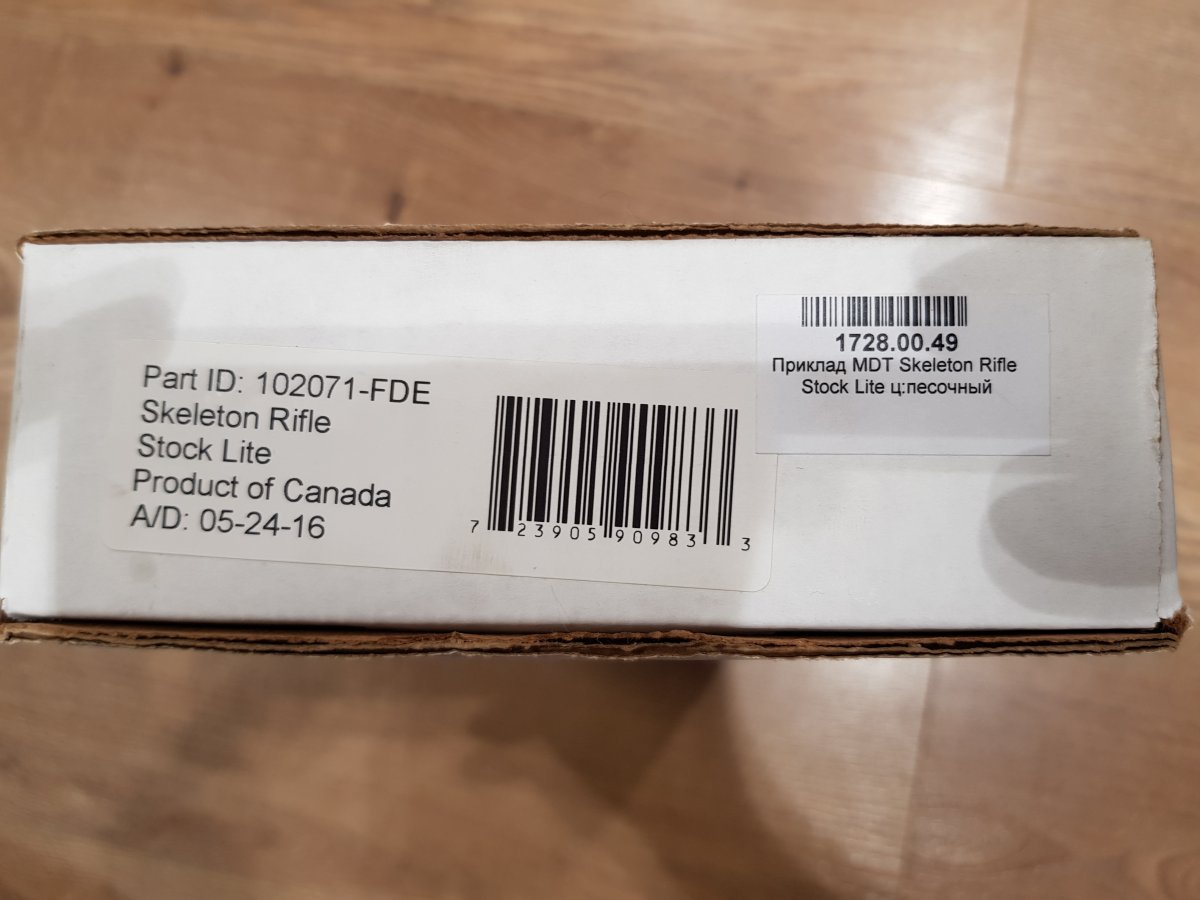 Part ID: 102071-FDE
Skeleton Rifle
Stock Lite
Product of Canada
A/D: 05-24-16
7 23905 90983 3
1728.00.49
Приклад MDT Skeleton Rifle
Stock Lite ц:песочный